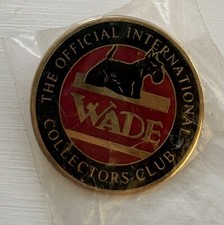 THE OFFICIAL INTERNATIONAL
WADE
COLLECTORS CLUB